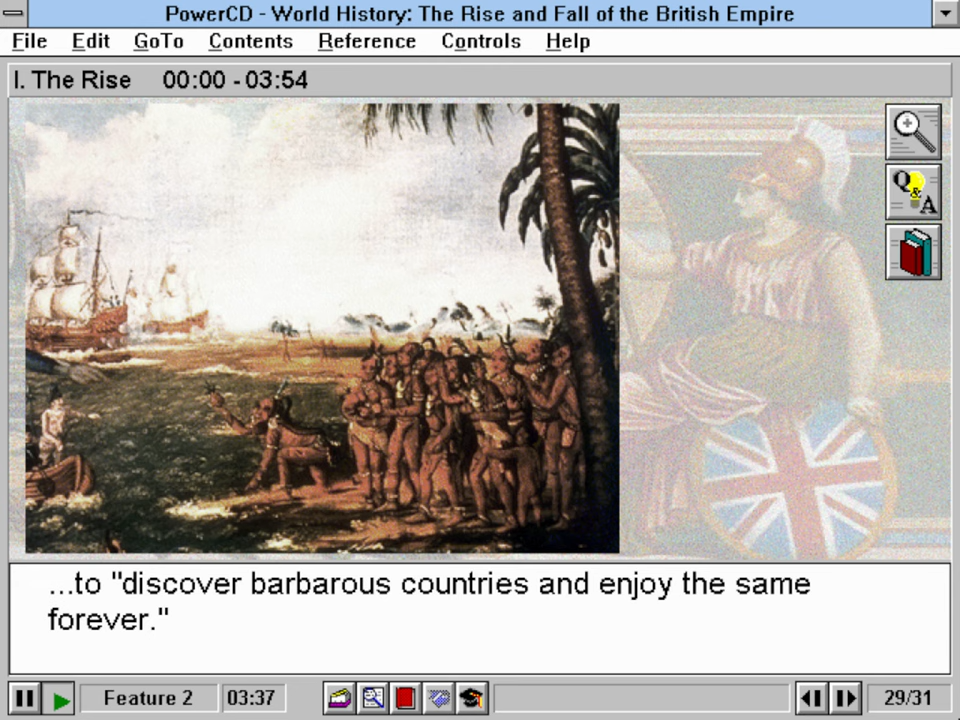 PowerCD - World History: The Rise and Fall of the British Empire
File Edit GoTo Contents Reference Controls Help
I. The Rise 00:00 - 03:54
Q & A
...to "discover barbarous countries and enjoy the same
forever."
Feature 2 03:37 29/31